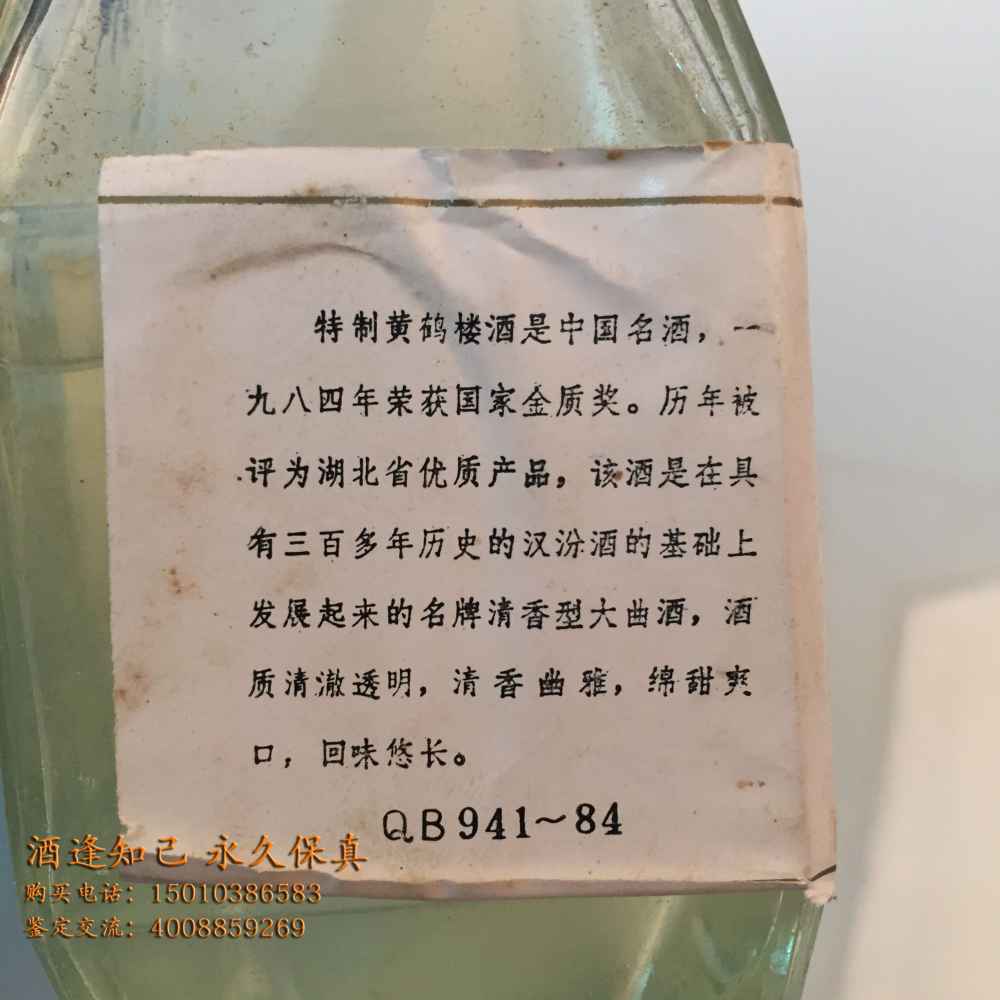 特制黄鹤楼酒是中国名酒，一
九八四年荣获国家金质奖。历年被
评为湖北省优质产品，该酒是在具
有三百多年历史的汉汾酒的基础上
发展起来的名牌清香型大曲酒，酒
质清澈透明，清香幽雅，绵甜爽
口，回味悠长。
QB941~84
酒逢知己 永久保真
购买电话：15010386583
鉴定交流：4008859269